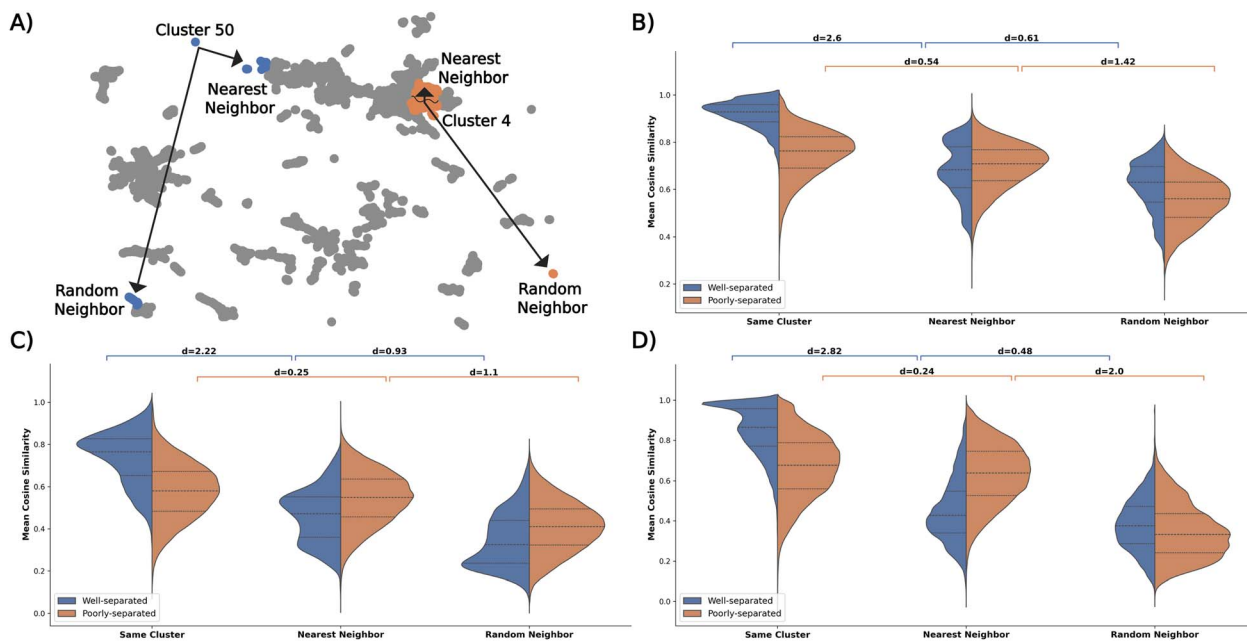 A)
Cluster 50
Nearest
Neighbor
Nearest
Neighbor
Cluster 4
Random
Neighbor
Random
Neighbor
B)
d=2.6
d=0.61
d=0.54
d=1.42
Mean Cosine Similarity
1.0
0.8
0.6
0.4
0.2
Well-separated
Poorly-separated
Same Cluster
Nearest Neighbor
Random Neighbor
C)
d=2.22
d=0.93
d=0.25
d=1.1
Mean Cosine Similarity
1.0
0.8
0.6
0.4
0.2
0.0
Well-separated
Poorly-separated
Same Cluster
Nearest Neighbor
Random Neighbor
D)
d=2.82
d=0.48
d=0.24
d=2.0
Mean Cosine Similarity
1.0
0.8
0.6
0.4
0.2
0.0
Well-separated
Poorly-separated
Same Cluster
Nearest Neighbor
Random Neighbor